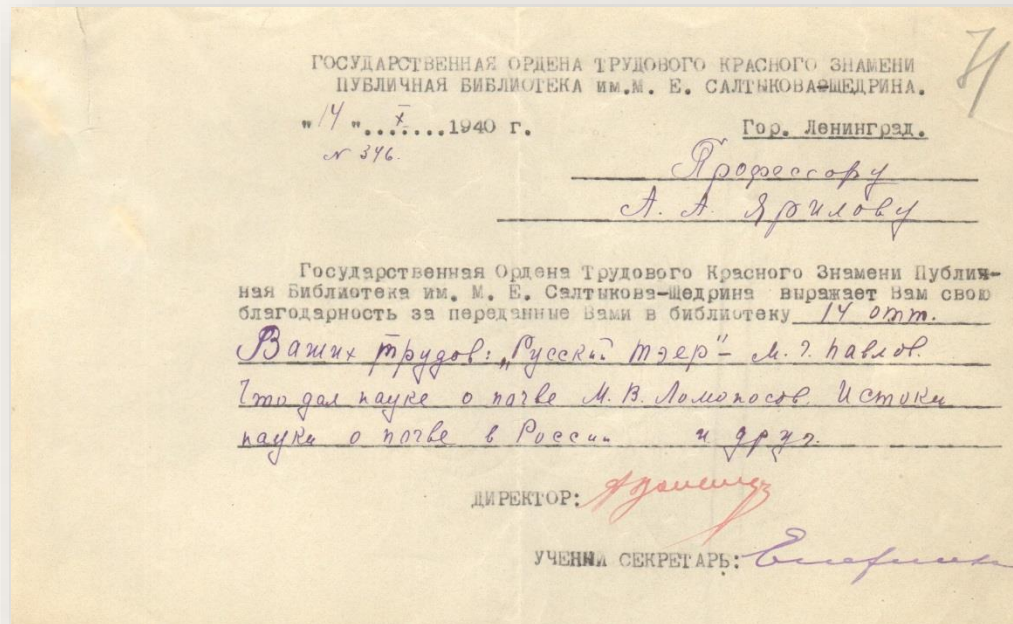 71
ГОСУДАРСТВЕННАЯ ОРДЕНА ТРУДОВОГО КРАСНОГО ЗНАМЕНИ
ПУБЛИЧНАЯ БИБЛИОТЕКА им.М. Е. САЛТЫКОВА-ЩЕДРИНА.
"14"...X....1940 г. Гор. Ленинград.
№ 346.
Профессору
А. А. Ярилову
Государственная Ордена Трудового Красного Знамени Публич-
ная Библиотека им. М. Е. Салтыкова-Щедрина выражает Вам свою
благодарность за переданные Вами в библиотеку 14 отт.
Ваших трудов: „Русский Тэер"- М. Г. Павлов.
Что дал науке о почве М. В. Ломоносов. Истоки
науки о почве в России и друг.
ДИРЕКТОР:
УЧЕНЫЙ СЕКРЕТАРЬ: